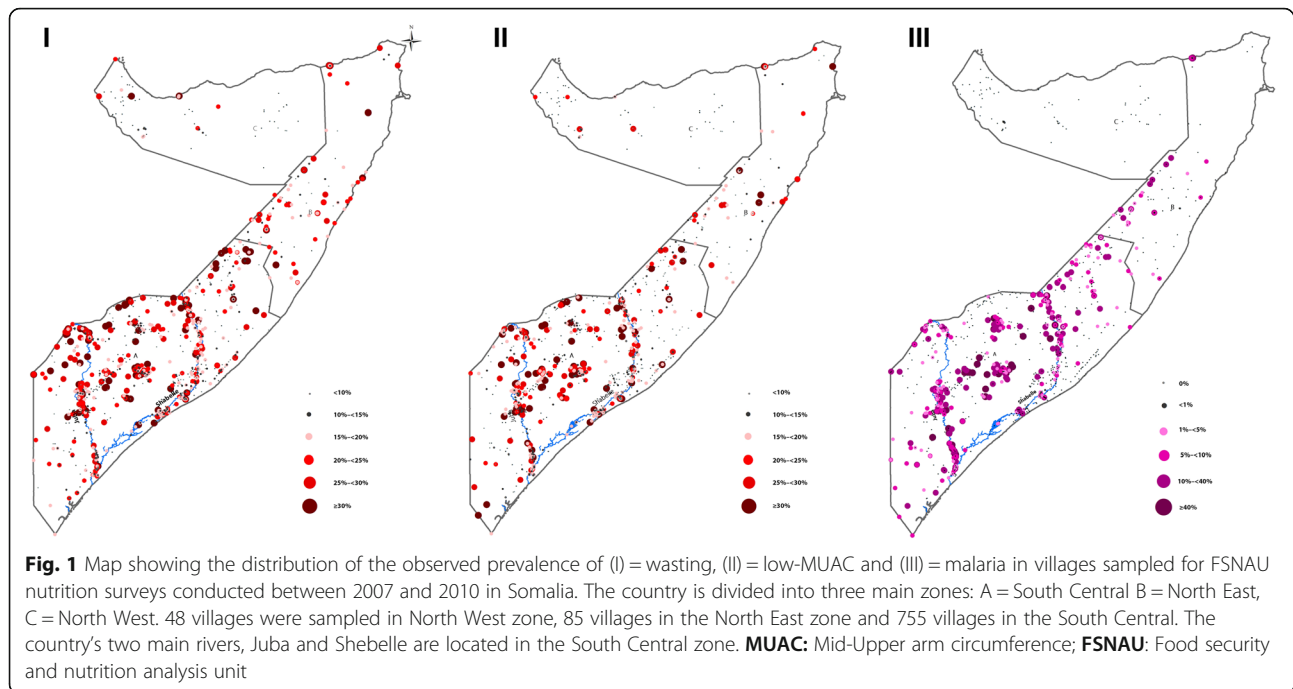 I
II
III
N
C
C
C
B
B
B
A
A
A
Shabelle
Shabelle
Shabelle
<10%
10%–<15%
15%–<20%
20%–<25%
25%–<30%
≥30%
<10%
10%–<15%
15%–<20%
20%–<25%
25%–<30%
≥30%
0%
<1%
1%–<5%
5%–<10%
10%–<40%
≥40%
Fig. 1 Map showing the distribution of the observed prevalence of (I) = wasting, (II) = low-MUAC and (III) = malaria in villages sampled for FSNAU
nutrition surveys conducted between 2007 and 2010 in Somalia. The country is divided into three main zones: A = South Central B = North East,
C = North West. 48 villages were sampled in North West zone, 85 villages in the North East zone and 755 villages in the South Central. The
country's two main rivers, Juba and Shebelle are located in the South Central zone. MUAC: Mid-Upper arm circumference; FSNAU: Food security
and nutrition analysis unit